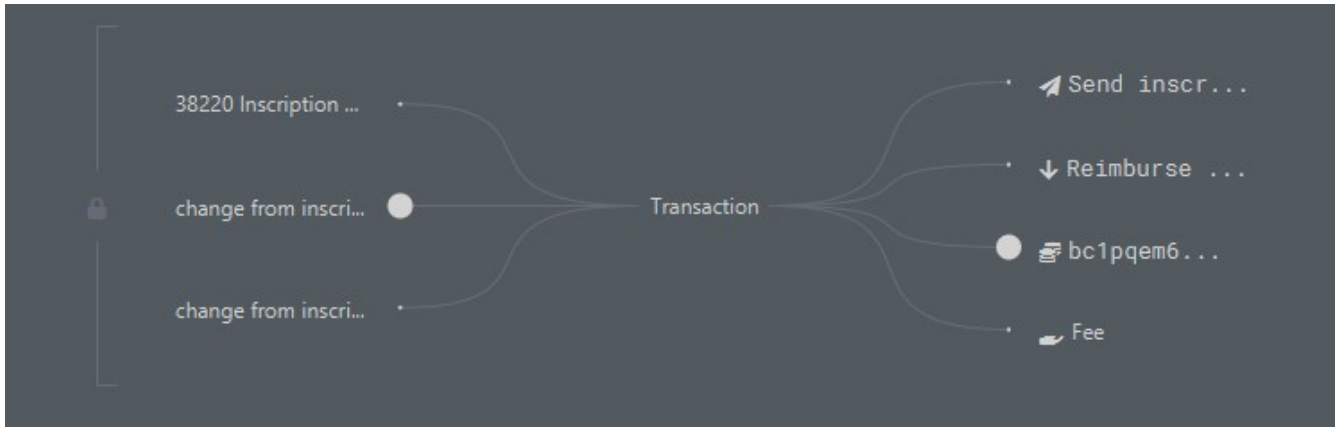 38220 Inscription ...
change from inscri...
change from inscri...
Transaction
Send inscr...
Reimburse ...
bc1pqem6...
Fee